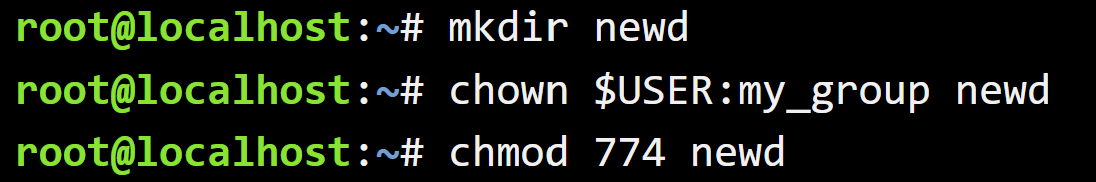 root@localhost:~# mkdir newd
root@localhost:~# chown $USER:my_group newd
root@localhost:~# chmod 774 newd